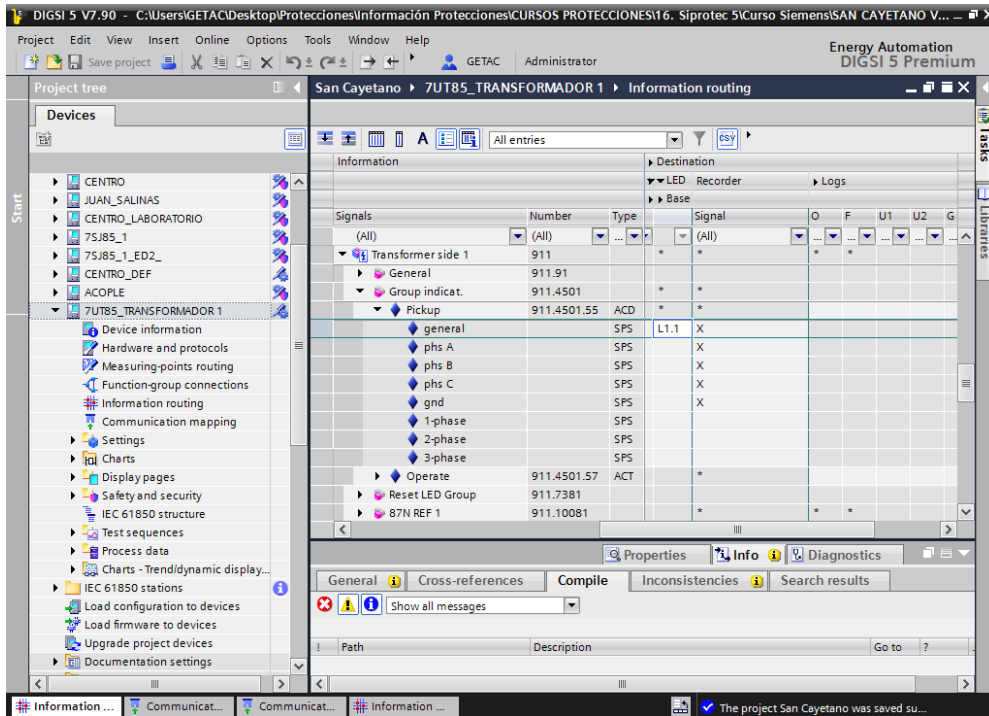 DIGSI 5 V7.90 - C:\Users\GETAC\Desktop\Protecciones\Información Protecciones\CURSOS PROTECCIONES\16. Siprotec 5\Curso Siemens\SAN CAYETANO V...
Project Edit View Insert Online Options Tools Window Help
Energy Automation
DIGSI 5 Premium
Save project GETAC Administrator
Project tree
San Cayetano 7UT85_TRANSFORMADOR 1 Information routing
Devices
Start
Tasks
Libraries
CENTRO
JUAN_SALINAS
CENTRO_LABORATORIO
7SJ85_1
7SJ85_1_ED2_
CENTRO_DEF
ACOPLE
7UT85_TRANSFORMADOR 1
Device information
Hardware and protocols
Measuring-points routing
Function-group connections
Information routing
Communication mapping
Settings
Charts
Display pages
Safety and security
IEC 61850 structure
Test sequences
Process data
Charts - Trend/dynamic display...
IEC 61850 stations
Load configuration to devices
Load firmware to devices
Upgrade project devices
Documentation settings
A All entries CSV
Information Destination
LED Recorder Logs
Base
Signals Number Type Signal O F U1 U2 G
(All) (All) ... (All) ... ... ... ... ...
Transformer side 1 911 * * * *
General 911.91
Group indicat. 911.4501 * *
Pickup 911.4501.55 ACD * *
general SPS L1.1 X
phs A SPS X
phs B SPS X
phs C SPS X
gnd SPS X
1-phase SPS
2-phase SPS
3-phase SPS
Operate 911.4501.57 ACT *
Reset LED Group 911.7381
87N REF 1 911.10081 * * *
Properties Info Diagnostics
General Cross-references Compile Inconsistencies Search results
Show all messages
! Path Description Go to ?
Information ... Communicat... Communicat... Information ... The project San Cayetano was saved su...